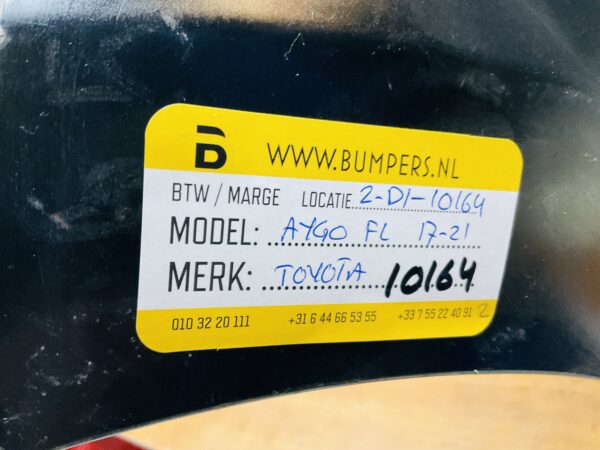 B WWW.BUMPERS.NL
BTW / MARGE LOCATIE 2-D1-10164
MODEL: AYGO FL 17-21
MERK: TOYOTA 10164
010 32 20 111 +31 6 44 66 53 55 +33 7 55 22 40 91 2